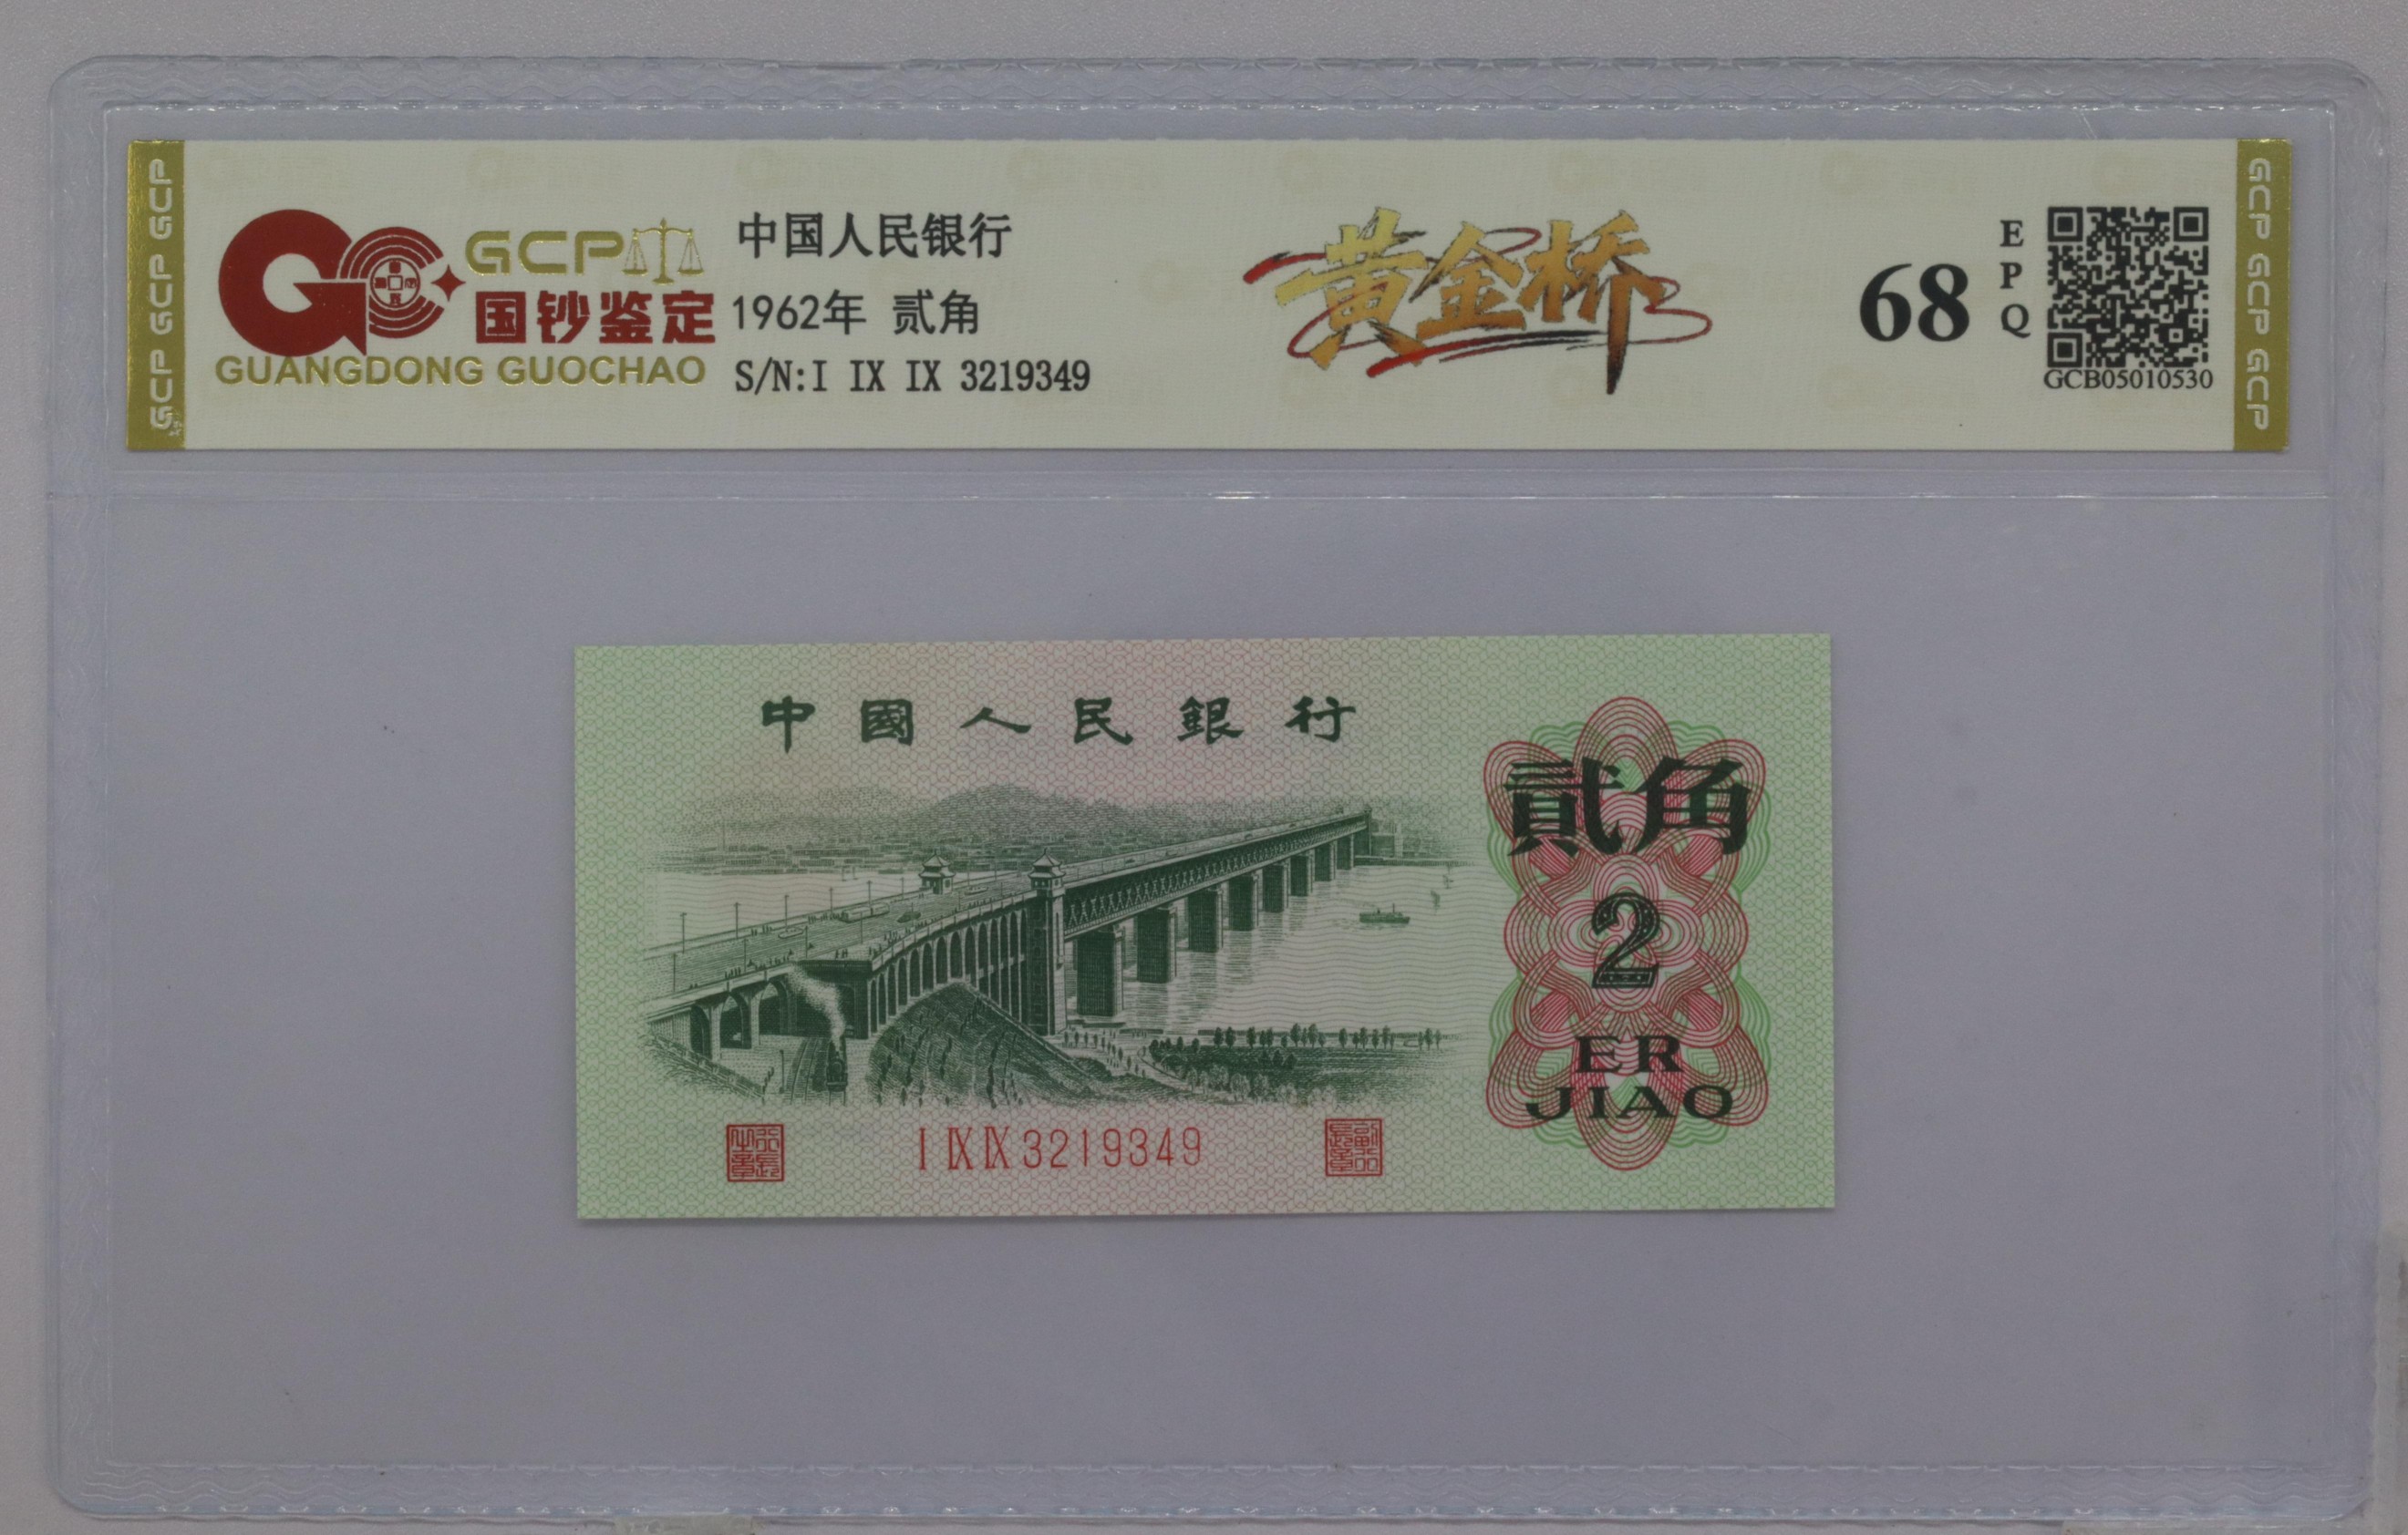 GCP GCP GCP
GCP
国钞鉴定
GUANGDONG GUOCHAO
中国人民银行
1962年 贰角
S/N:I IX IX 3219349
黄金桥
68
EPQ
GCB05010530
GCP GCP GCP
中國人民銀行
貳角
2
ER
JIAO
I IX IX 3219349